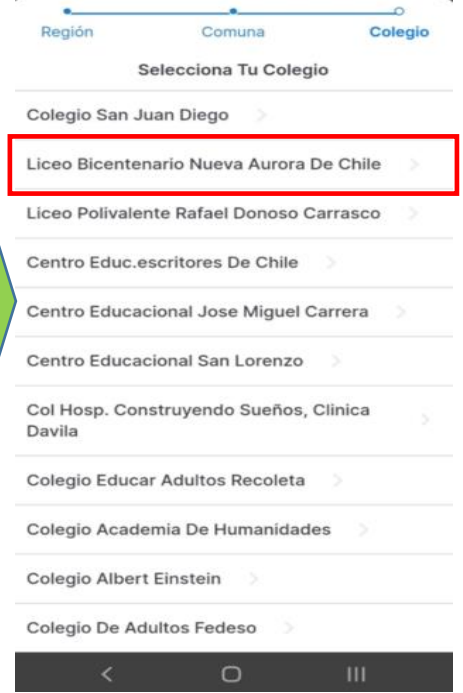 Región Comuna Colegio
Selecciona Tu Colegio
Colegio San Juan Diego
Liceo Bicentenario Nueva Aurora De Chile
Liceo Polivalente Rafael Donoso Carrasco
Centro Educ.escritores De Chile
Centro Educacional Jose Miguel Carrera
Centro Educacional San Lorenzo
Col Hosp. Construyendo Sueños, Clinica
Davila
Colegio Educar Adultos Recoleta
Colegio Academia De Humanidades
Colegio Albert Einstein
Colegio De Adultos Fedeso